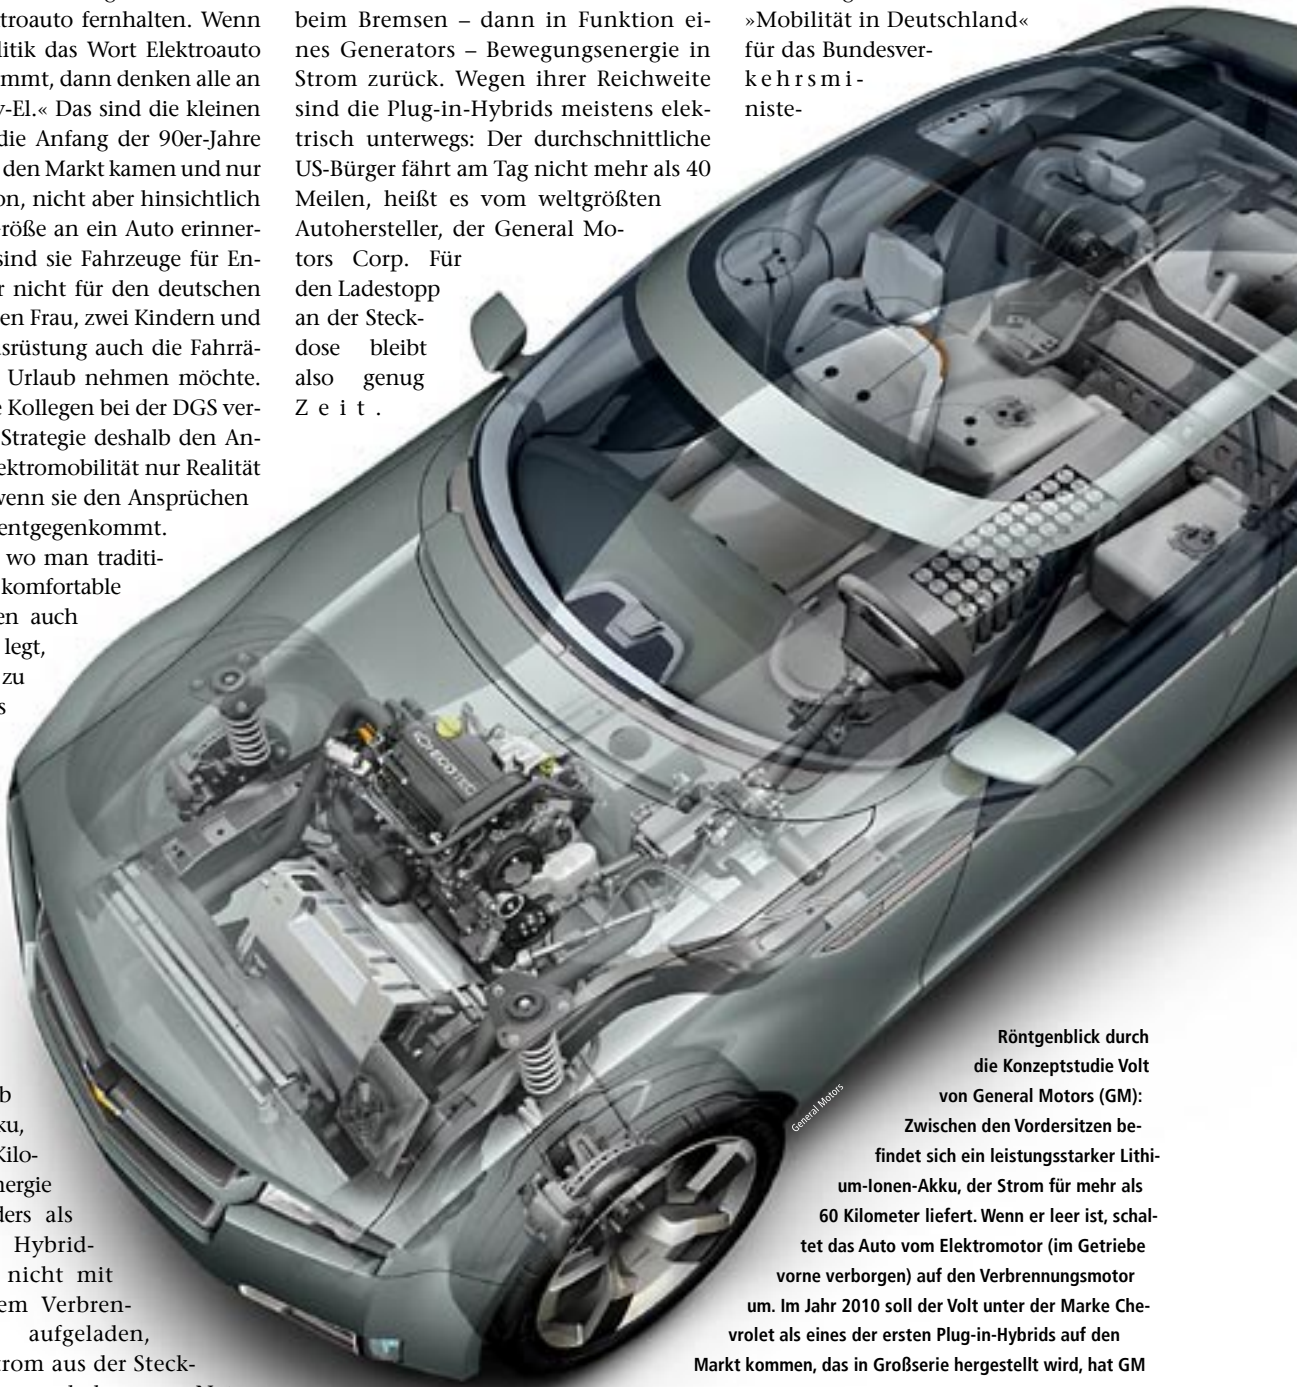 troauto fernhalten. Wenn
litik das Wort Elektroauto
mmt, dann denken alle an
y-El.« Das sind die kleinen
die Anfang der 90er-Jahre
den Markt kamen und nur
on, nicht aber hinsichtlich
röße an ein Auto erinner-
sind sie Fahrzeuge für En-
r nicht für den deutschen
en Frau, zwei Kindern und
srüstung auch die Fahrrä-
Urlaub nehmen möchte.
e Kollegen bei der DGS ver-
Strategie deshalb den An-
ektromobilität nur Realität
wenn sie den Ansprüchen
entgegenkommt.
wo man traditi-
komfortable
en auch
legt,
zu
s
b
ku,
Kilo-
nergie
ders als
Hybrid-
nicht mit
em Verbren-
aufgeladen,
trom aus der Steck-
beim Bremsen – dann in Funktion ei-
nes Generators – Bewegungsenergie in
Strom zurück. Wegen ihrer Reichweite
sind die Plug-in-Hybrids meistens elek-
trisch unterwegs: Der durchschnittliche
US-Bürger fährt am Tag nicht mehr als 40
Meilen, heißt es vom weltgrößten
Autohersteller, der General Mo-
tors Corp. Für
den Ladestopp
an der Steck-
dose bleibt
also genug
Zeit.
»Mobilität in Deutschland«
für das Bundesver-
kehrsmi-
niste-
ECOTEC
General Motors
Röntgenblick durch
die Konzeptstudie Volt
von General Motors (GM):
Zwischen den Vordersitzen be-
findet sich ein leistungsstarker Lithi-
um-Ionen-Akku, der Strom für mehr als
60 Kilometer liefert. Wenn er leer ist, schal-
tet das Auto vom Elektromotor (im Getriebe
vorne verborgen) auf den Verbrennungsmotor
um. Im Jahr 2010 soll der Volt unter der Marke Che-
vrolet als eines der ersten Plug-in-Hybrids auf den
Markt kommen, das in Großserie hergestellt wird, hat GM